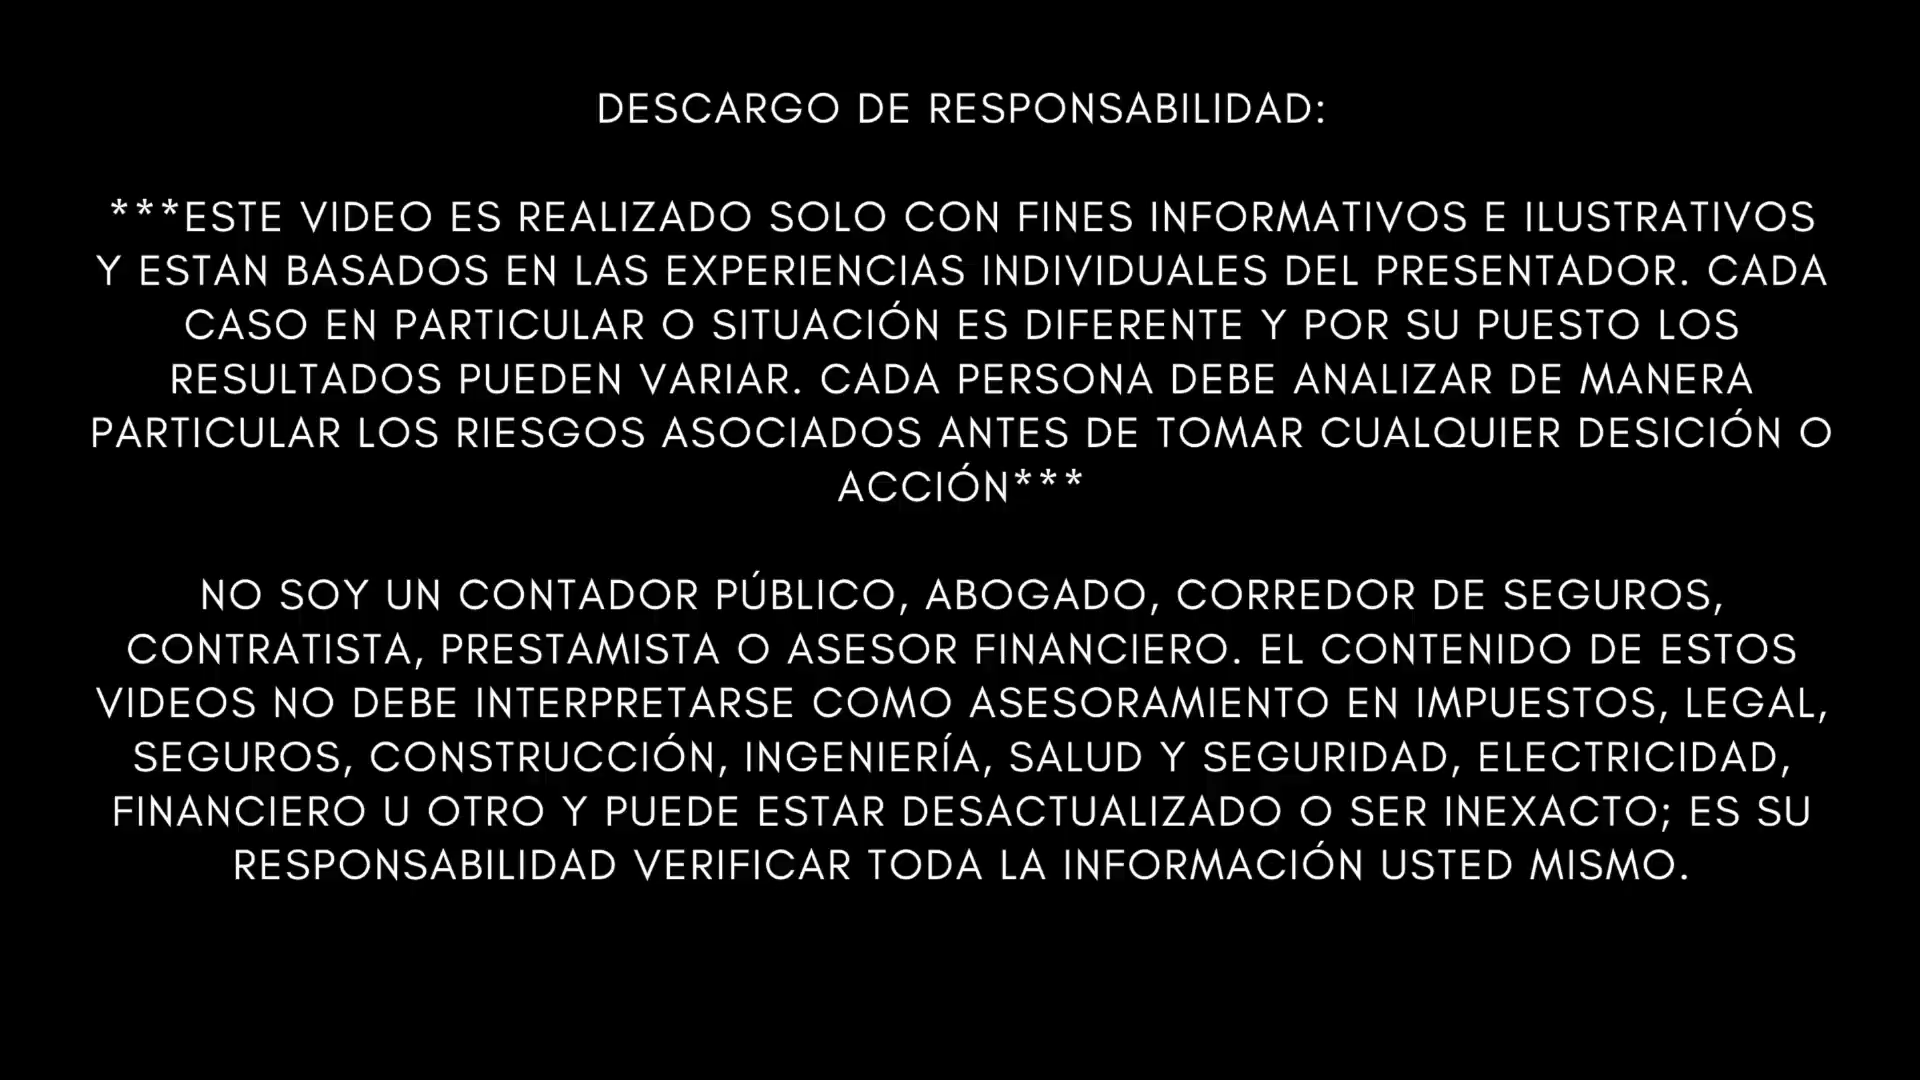 DESCARGO DE RESPONSABILIDAD:
***ESTE VIDEO ES REALIZADO SOLO CON FINES INFORMATIVOS E ILUSTRATIVOS
Y ESTAN BASADOS EN LAS EXPERIENCIAS INDIVIDUALES DEL PRESENTADOR. CADA
CASO EN PARTICULAR O SITUACIÓN ES DIFERENTE Y POR SU PUESTO LOS
RESULTADOS PUEDEN VARIAR. CADA PERSONA DEBE ANALIZAR DE MANERA
PARTICULAR LOS RIESGOS ASOCIADOS ANTES DE TOMAR CUALQUIER DESICIÓN O
ACCIÓN***
NO SOY UN CONTADOR PÚBLICO, ABOGADO, CORREDOR DE SEGUROS,
CONTRATISTA, PRESTAMISTA O ASESOR FINANCIERO. EL CONTENIDO DE ESTOS
VIDEOS NO DEBE INTERPRETARSE COMO ASESORAMIENTO EN IMPUESTOS, LEGAL,
SEGUROS, CONSTRUCCIÓN, INGENIERÍA, SALUD Y SEGURIDAD, ELECTRICIDAD,
FINANCIERO U OTRO Y PUEDE ESTAR DESACTUALIZADO O SER INEXACTO; ES SU
RESPONSABILIDAD VERIFICAR TODA LA INFORMACIÓN USTED MISMO.